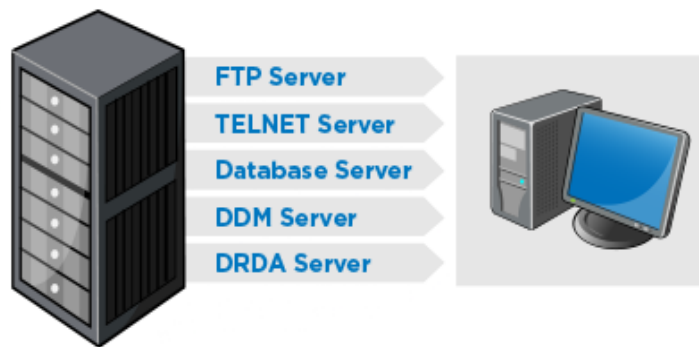 FTP Server
TELNET Server
Database Server
DDM Server
DRDA Server